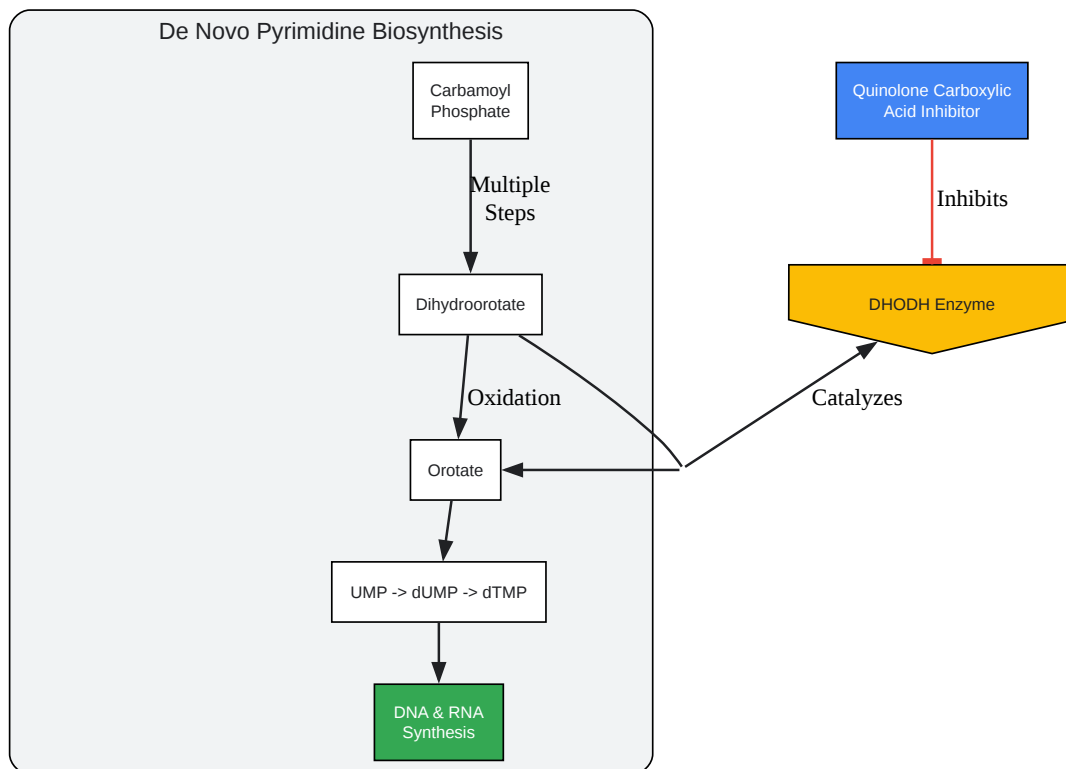 De Novo Pyrimidine Biosynthesis
Carbamoyl
Phosphate
Quinolone Carboxylic
Acid Inhibitor
Multiple
Steps
Inhibits
Dihydroorotate
DHODH Enzyme
Oxidation
Catalyzes
Orotate
UMP -> dUMP -> dTMP
DNA & RNA
Synthesis